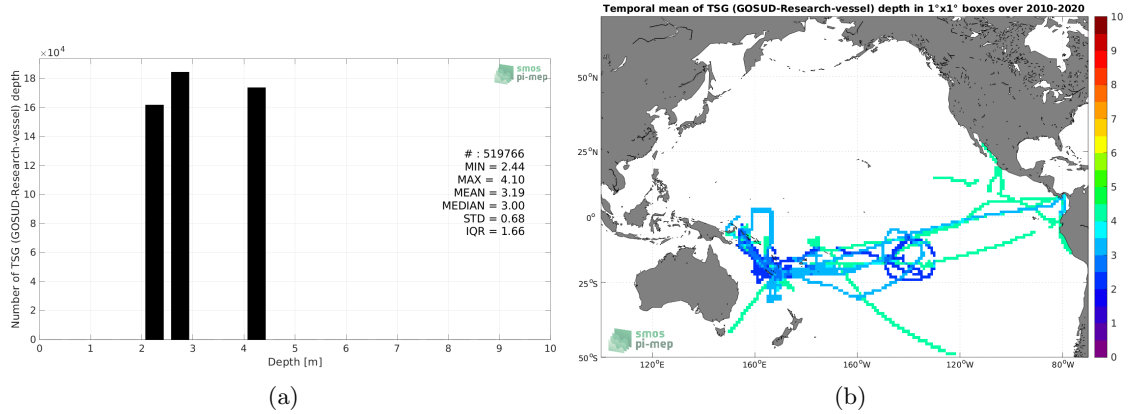 ×10⁴
18
16
14
12
10
8
6
4
2
0
Number of TSG (GOSUD-Research-vessel) depth
smos
pi-mep
# : 519766
MIN = 2.44
MAX = 4.10
MEAN = 3.19
MEDIAN = 3.00
STD = 0.68
IQR = 1.66
0 1 2 3 4 5 6 7 8 9 10
Depth [m]
(a)
Temporal mean of TSG (GOSUD-Research-vessel) depth in 1°x1° boxes over 2010-2020
50°N
25°N
0°
25°S
50°S
smos
pi-mep
120°E 160°E 160°W 120°W 80°W
10
9
8
7
6
5
4
3
2
1
0
(b)